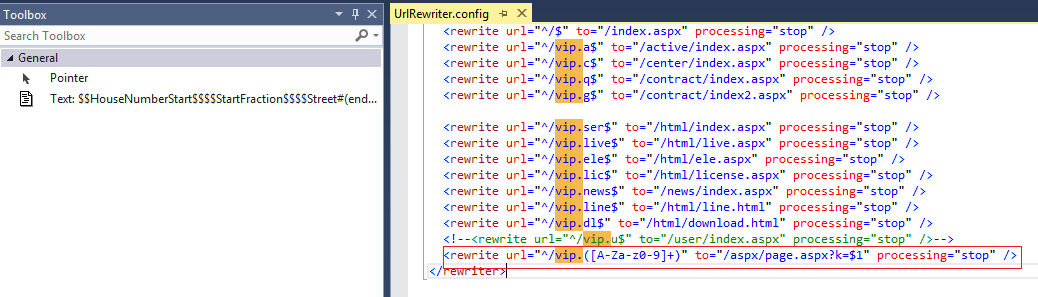 Toolbox
Search Toolbox
General
Pointer
Text: $$HouseNumberStart$$$$StartFraction$$$$Street#(end...
UrlRewriter.config
<rewrite url="^/$" to="/index.aspx" processing="stop" />
<rewrite url="^/vip.a$" to="/active/index.aspx" processing="stop" />
<rewrite url="^/vip.c$" to="/center/index.aspx" processing="stop" />
<rewrite url="^/vip.q$" to="/contract/index.aspx" processing="stop" />
<rewrite url="^/vip.g$" to="/contract/index2.aspx" processing="stop" />
<rewrite url="^/vip.ser$" to="/html/index.aspx" processing="stop" />
<rewrite url="^/vip.live$" to="/html/live.aspx" processing="stop" />
<rewrite url="^/vip.ele$" to="/html/ele.aspx" processing="stop" />
<rewrite url="^/vip.lic$" to="/html/license.aspx" processing="stop" />
<rewrite url="^/vip.news$" to="/news/index.aspx" processing="stop" />
<rewrite url="^/vip.line$" to="/html/line.html" processing="stop" />
<rewrite url="^/vip.dl$" to="/html/download.html" processing="stop" />
<!--<rewrite url="^/vip.u$" to="/user/index.aspx" processing="stop" />-->
<rewrite url="^/vip.([A-Za-z0-9]+)" to="/aspx/page.aspx?k=$1" processing="stop" />
</rewriter>